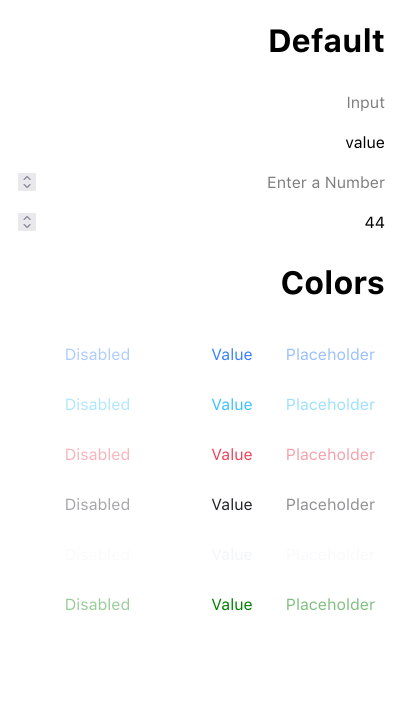 Default
Input
value
Enter a Number
44
Colors
Disabled Value Placeholder
Disabled Value Placeholder
Disabled Value Placeholder
Disabled Value Placeholder
Disabled Value Placeholder
Disabled Value Placeholder